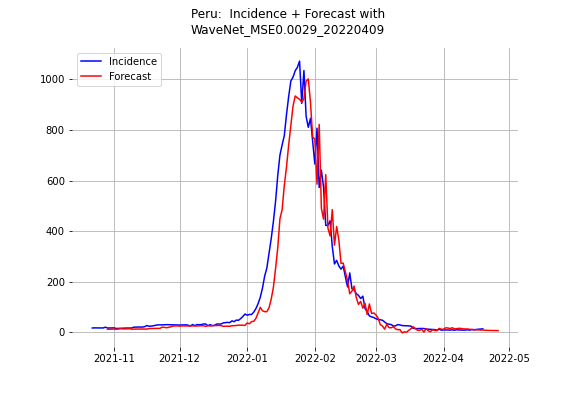 Peru:  Incidence + Forecast with
WaveNet_MSE0.0029_20220409
Incidence
Forecast
1000
800
600
400
200
0
2021-11 2021-12 2022-01 2022-02 2022-03 2022-04 2022-05